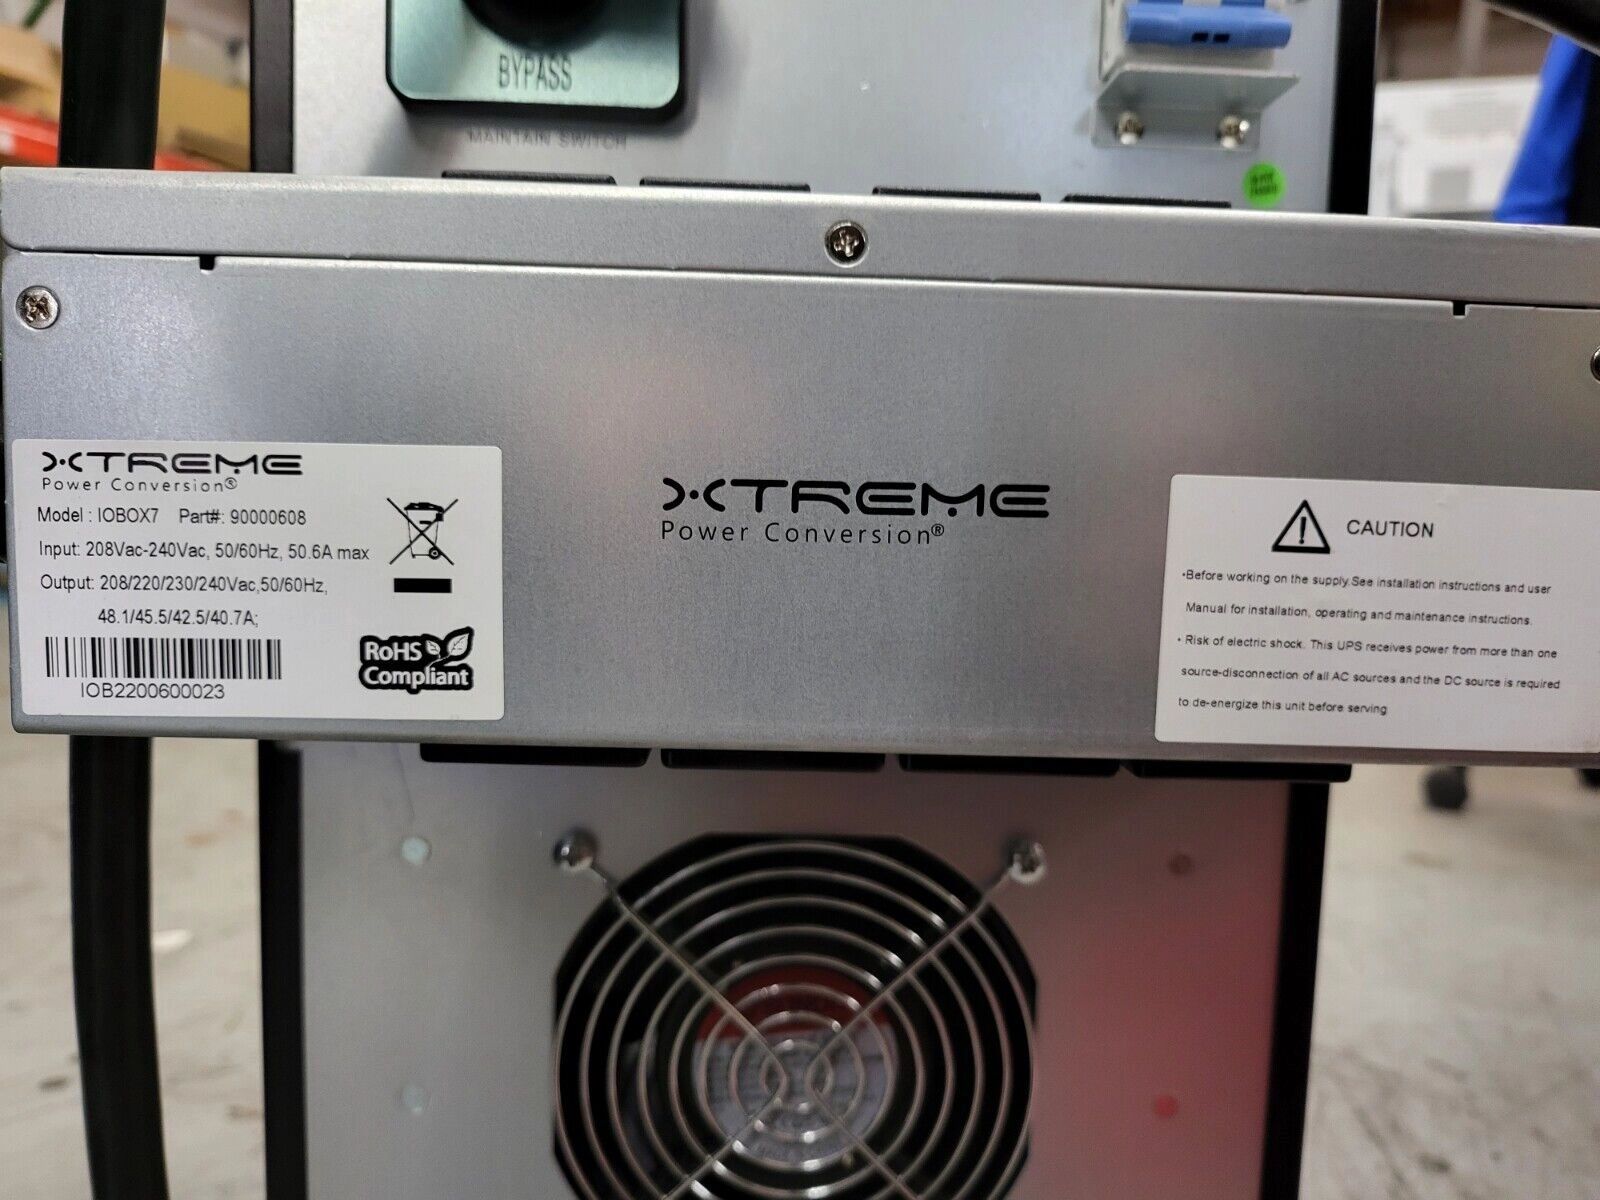 BYPASS
MAINTAIN SWITCH
XTREME
Power Conversion®
Model : IOBOX7 Part#: 90000608
Input: 208Vac-240Vac, 50/60Hz, 50.6A max
Output: 208/220/230/240Vac,50/60Hz,
48.1/45.5/42.5/40.7A;
IOB2200600023
RoHS
Compliant
XTREME
Power Conversion®
CAUTION
•Before working on the supply.See installation instructions and user
Manual for installation, operating and maintenance instructions.
• Risk of electric shock. This UPS receives power from more than one
source-disconnection of all AC sources and the DC source is required
to de-energize this unit before serving